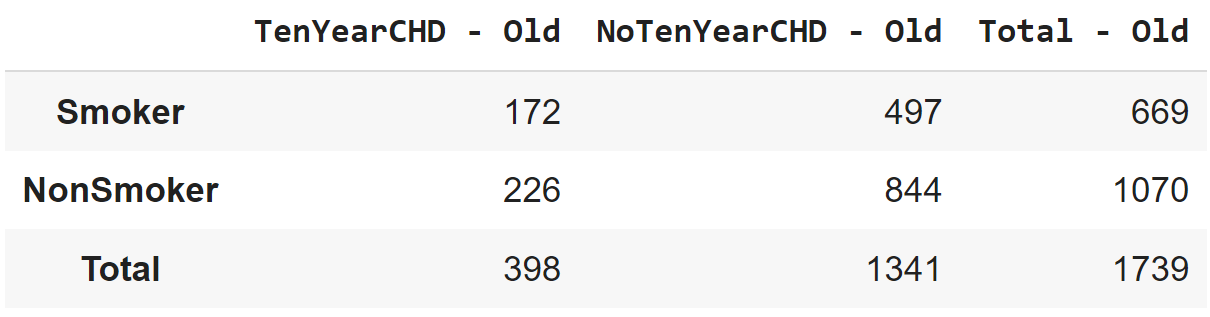 TenYearCHD - Old NoTenYearCHD - Old Total - Old
Smoker 172 497 669
NonSmoker 226 844 1070
Total 398 1341 1739